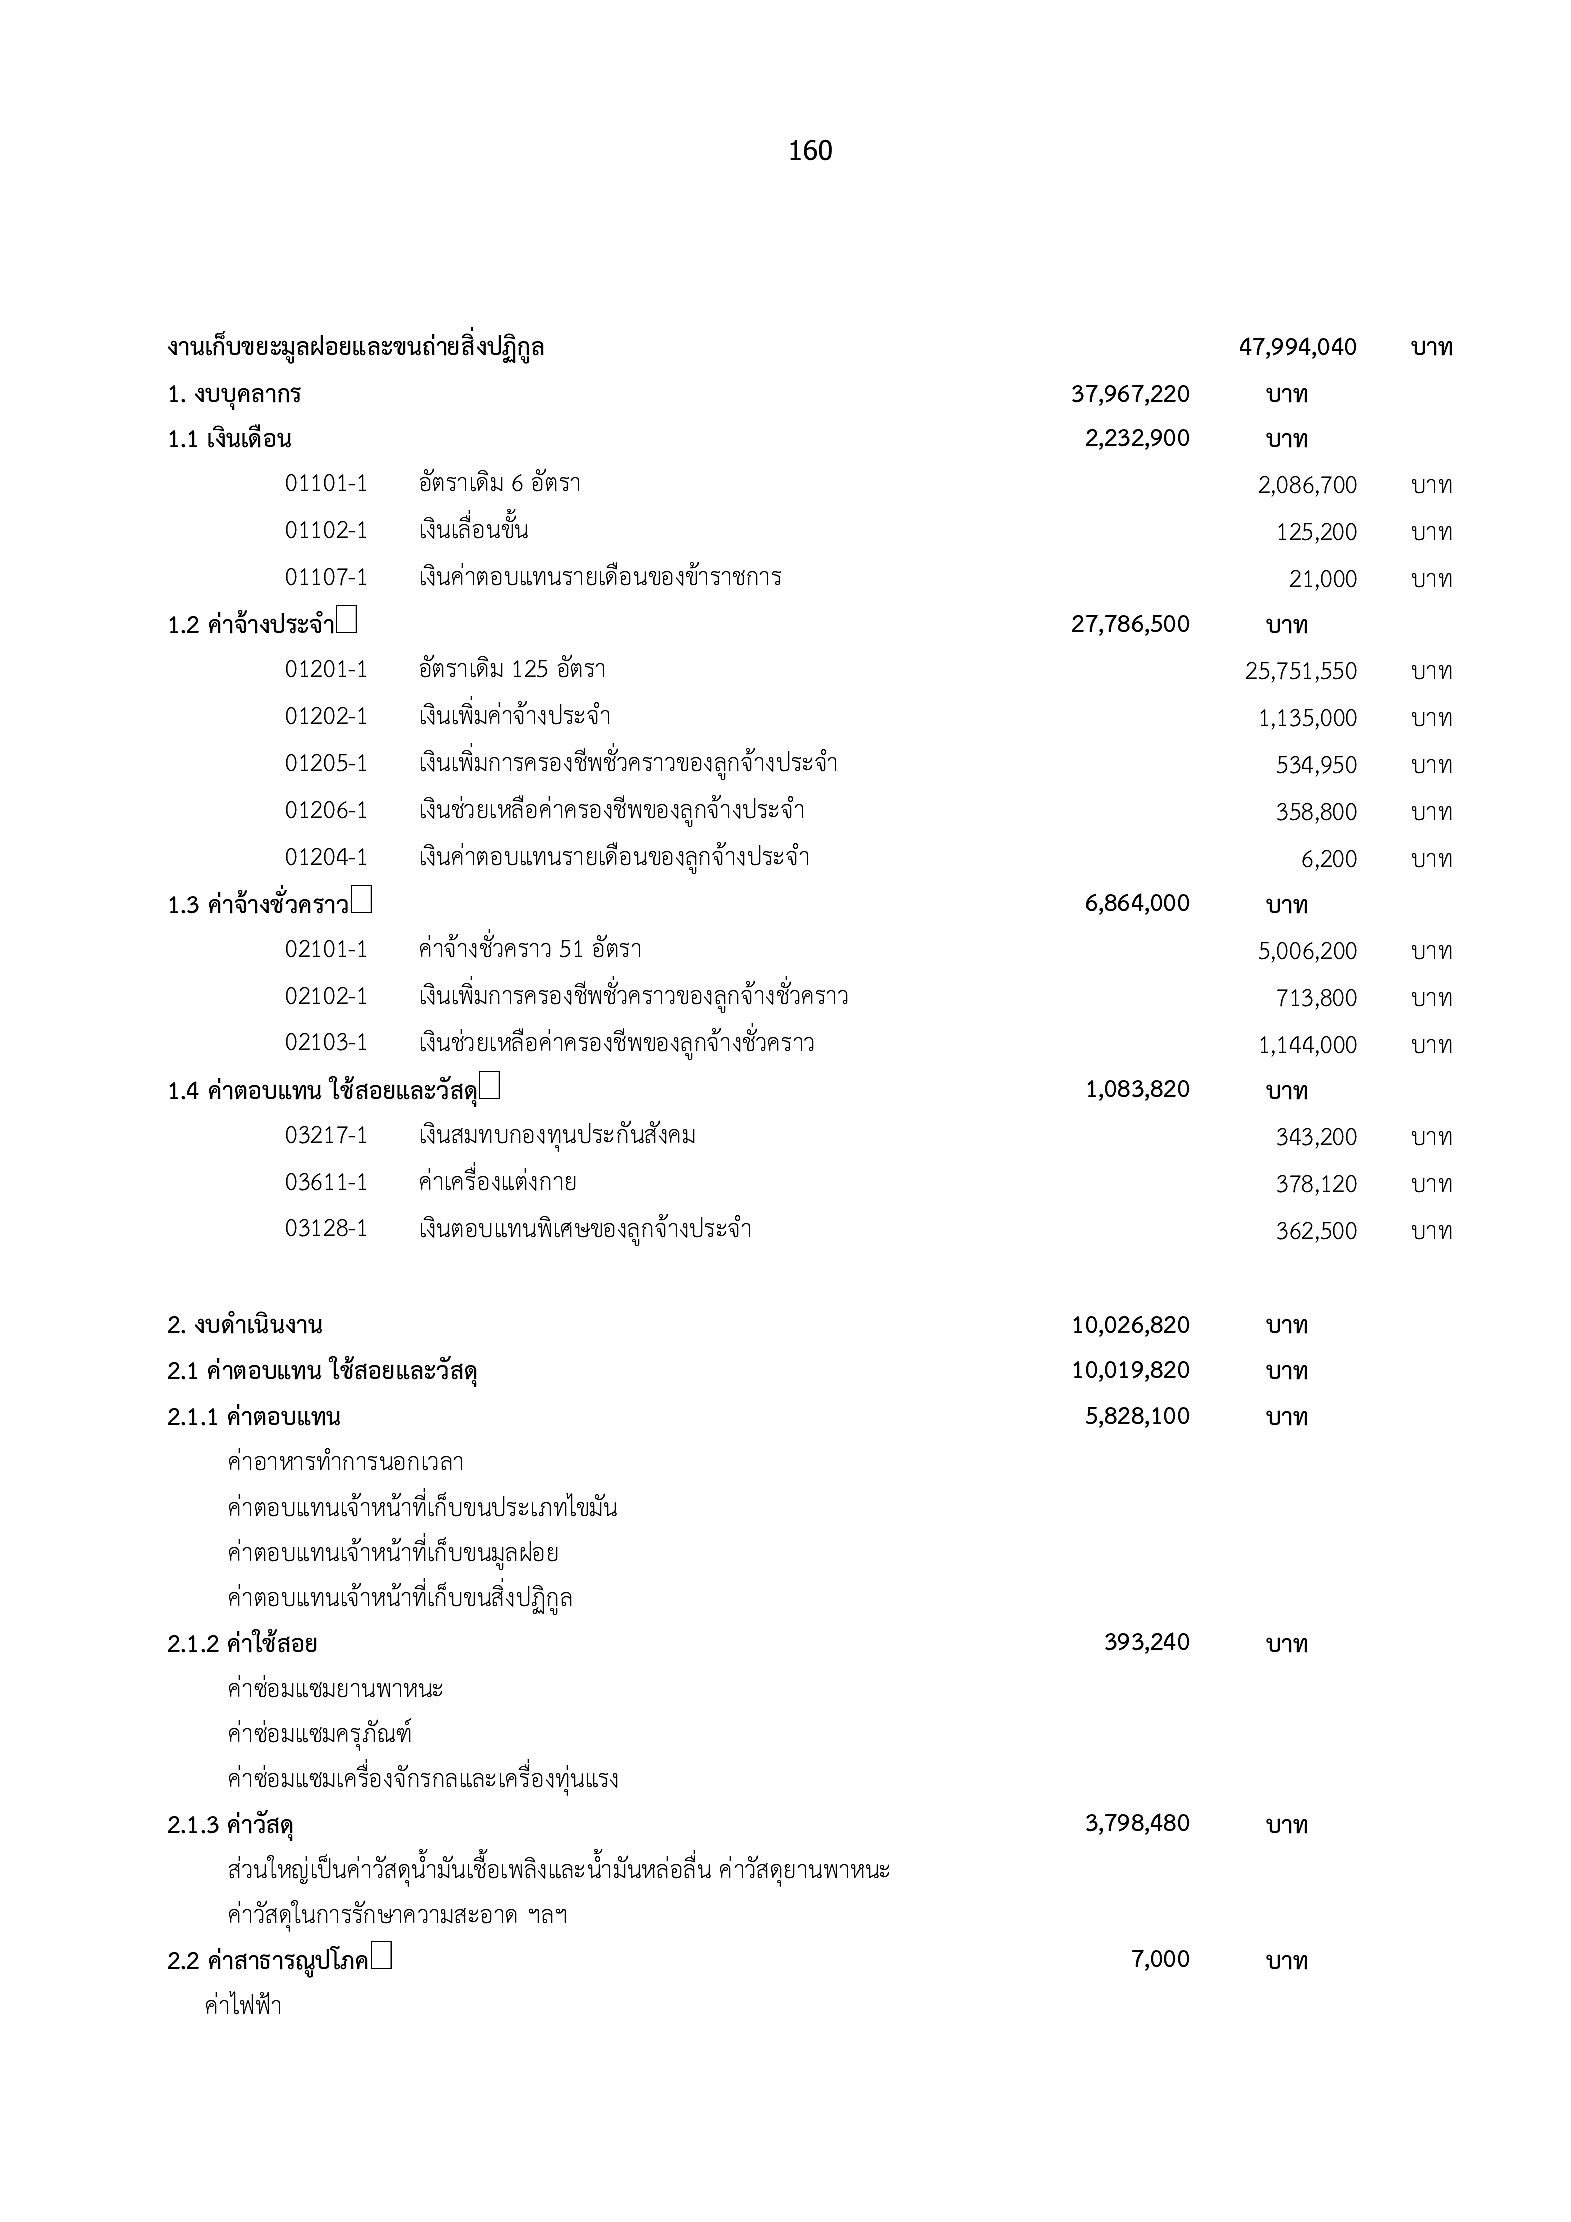 160
งานเก็บขยะมูลฝอยและขนถ่ายสิ่งปฏิกูล 47,994,040 บาท
1. งบบุคลากร 37,967,220 บาท
1.1 เงินเดือน 2,232,900 บาท
01101-1 อัตราเดิม 6 อัตรา 2,086,700 บาท
01102-1 เงินเลื่อนขั้น 125,200 บาท
01107-1 เงินค่าตอบแทนรายเดือนของข้าราชการ 21,000 บาท
1.2 ค่าจ้างประจำ 27,786,500 บาท
01201-1 อัตราเดิม 125 อัตรา 25,751,550 บาท
01202-1 เงินเพิ่มค่าจ้างประจำ 1,135,000 บาท
01205-1 เงินเพิ่มการครองชีพชั่วคราวของลูกจ้างประจำ 534,950 บาท
01206-1 เงินช่วยเหลือค่าครองชีพของลูกจ้างประจำ 358,800 บาท
01204-1 เงินค่าตอบแทนรายเดือนของลูกจ้างประจำ 6,200 บาท
1.3 ค่าจ้างชั่วคราว 6,864,000 บาท
02101-1 ค่าจ้างชั่วคราว 51 อัตรา 5,006,200 บาท
02102-1 เงินเพิ่มการครองชีพชั่วคราวของลูกจ้างชั่วคราว 713,800 บาท
02103-1 เงินช่วยเหลือค่าครองชีพของลูกจ้างชั่วคราว 1,144,000 บาท
1.4 ค่าตอบแทน ใช้สอยและวัสดุ 1,083,820 บาท
03217-1 เงินสมทบกองทุนประกันสังคม 343,200 บาท
03611-1 ค่าเครื่องแต่งกาย 378,120 บาท
03128-1 เงินตอบแทนพิเศษของลูกจ้างประจำ 362,500 บาท
2. งบดำเนินงาน 10,026,820 บาท
2.1 ค่าตอบแทน ใช้สอยและวัสดุ 10,019,820 บาท
2.1.1 ค่าตอบแทน 5,828,100 บาท
ค่าอาหารทำการนอกเวลา
ค่าตอบแทนเจ้าหน้าที่เก็บขนประเภทไขมัน
ค่าตอบแทนเจ้าหน้าที่เก็บขนมูลฝอย
ค่าตอบแทนเจ้าหน้าที่เก็บขนสิ่งปฏิกูล
2.1.2 ค่าใช้สอย 393,240 บาท
ค่าซ่อมแซมยานพาหนะ
ค่าซ่อมแซมครุภัณฑ์
ค่าซ่อมแซมเครื่องจักรกลและเครื่องทุ่นแรง
2.1.3 ค่าวัสดุ 3,798,480 บาท
ส่วนใหญ่เป็นค่าวัสดุน้ำมันเชื้อเพลิงและน้ำมันหล่อลื่น ค่าวัสดุยานพาหนะ
ค่าวัสดุในการรักษาความสะอาด ฯลฯ
2.2 ค่าสาธารณูปโภค 7,000 บาท
ค่าไฟฟ้า